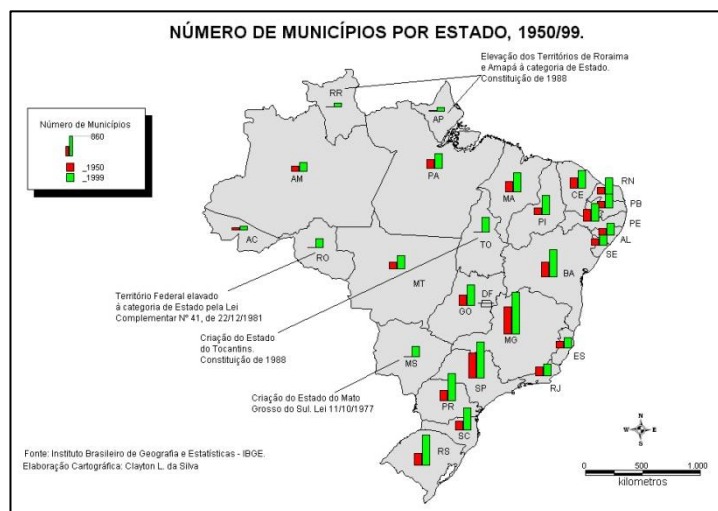 NÚMERO DE MUNICÍPIOS POR ESTADO, 1950/99.
Elevação dos Territórios de Roraima
e Amapá à categoria de Estado.
Constituição de 1988
Número de Municípios
860
_1950
_1999
RR
AP
AM
PA
MA
CE
RN
PB
PI
PE
AL
SE
AC
RO
TO
BA
MT
Território Federal elavado
á categoria de Estado pela Lei
Complementar Nº 41, de 22/12/1981
GO
DF
MG
Criação do Estado
do Tocantins.
Constituição de 1988
MS
ES
SP
RJ
Criação do Estado do Mato
Grosso do Sul. Lei 11/10/1977
PR
SC
RS
N
W
E
S
Fonte: Instituto Brasileiro de Geografia e Estatísticas - IBGE.
Elaboração Cartográfica: Clayton L. da Silva
0 500 1.000
kilometros